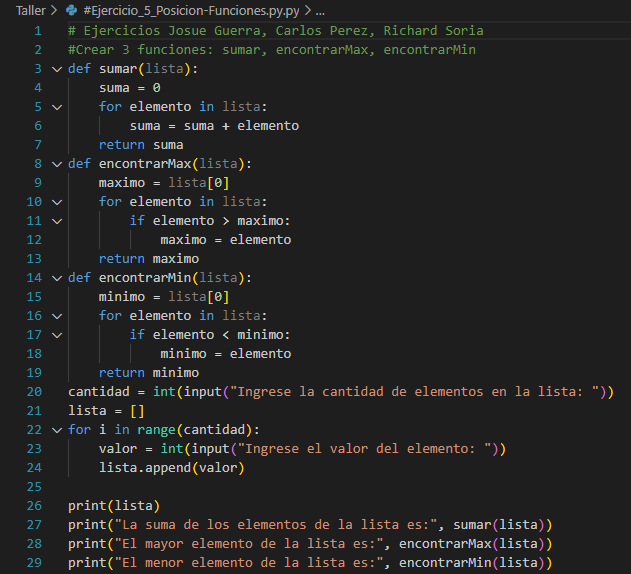 Taller > #Ejercicio_5_Posicion-Funciones.py.py > ...
1 # Ejercicios Josue Guerra, Carlos Perez, Richard Soria
2 #Crear 3 funciones: sumar, encontrarMax, encontrarMin
3 def sumar(lista):
4     suma = 0
5     for elemento in lista:
6         suma = suma + elemento
7     return suma
8 def encontrarMax(lista):
9     maximo = lista[0]
10     for elemento in lista:
11         if elemento > maximo:
12             maximo = elemento
13     return maximo
14 def encontrarMin(lista):
15     minimo = lista[0]
16     for elemento in lista:
17         if elemento < minimo:
18             minimo = elemento
19     return minimo
20 cantidad = int(input("Ingrese la cantidad de elementos en la lista: "))
21 lista = []
22 for i in range(cantidad):
23     valor = int(input("Ingrese el valor del elemento: "))
24     lista.append(valor)
25
26 print(lista)
27 print("La suma de los elementos de la lista es:", sumar(lista))
28 print("El mayor elemento de la lista es:", encontrarMax(lista))
29 print("El menor elemento de la lista es:", encontrarMin(lista))